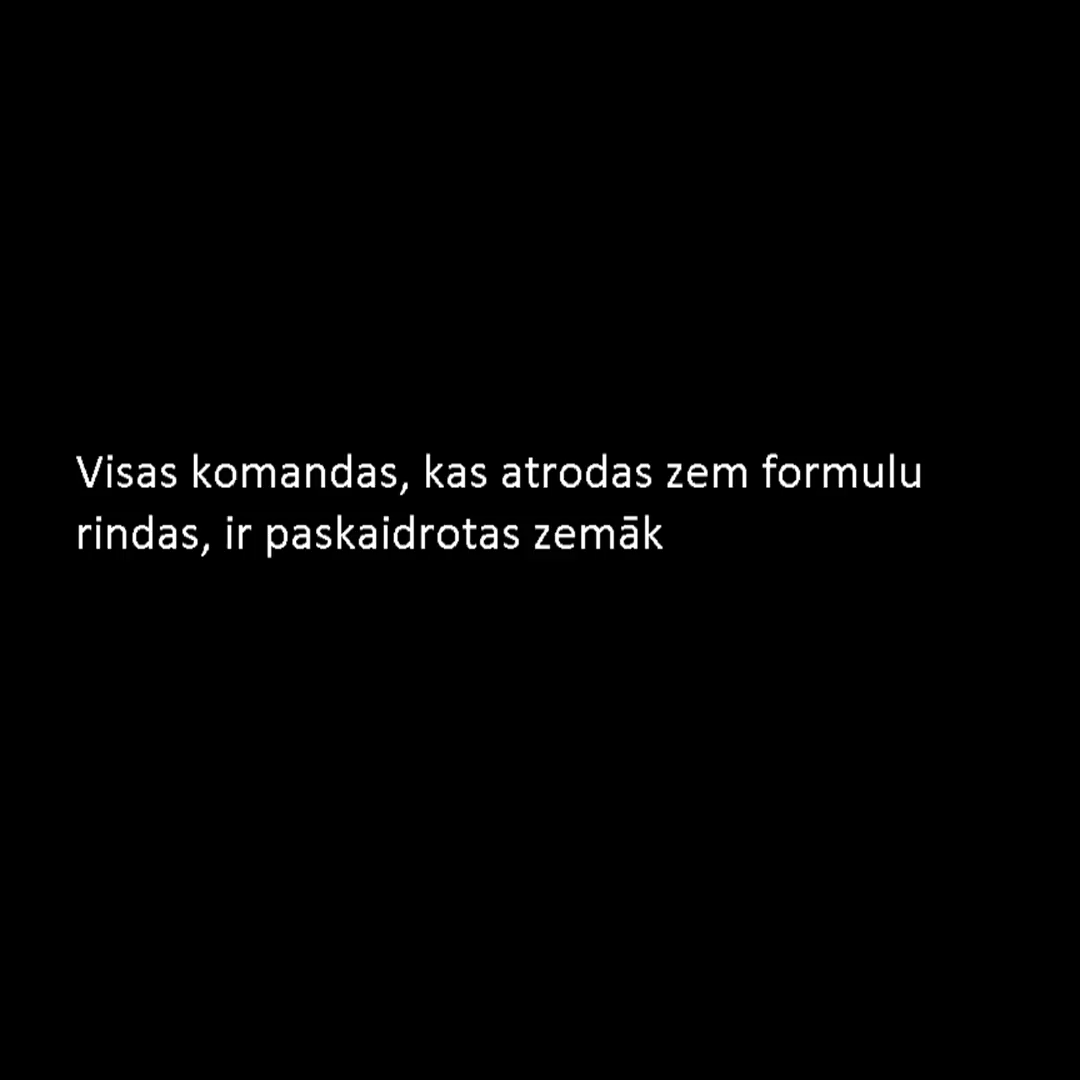 Visas komandas, kas atrodas zem formulu
rindas, ir paskaidrotas zemāk